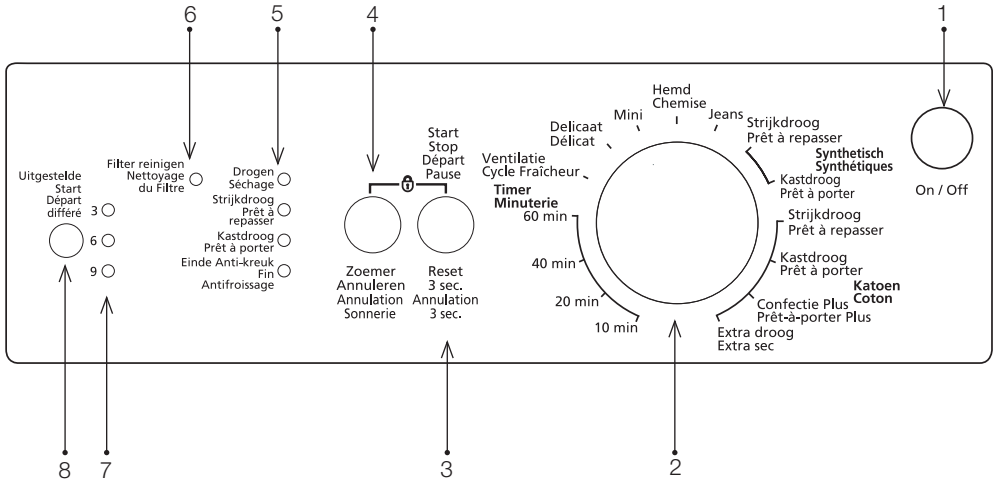 6
5
4
1
Filter reinigen
Nettoyage
du Filtre
Uitgestelde
Start
Départ
différé
3
6
9
Drogen
Séchage
Strijkdroog
Prêt à
repasser
Kastdroog
Prêt à porter
Einde Anti-kreuk
Fin
Antifroissage
Start
Stop
Départ
Pause
Zoemer
Annuleren
Annulation
Sonnerie
Reset
3 sec.
Annulation
3 sec.
Hemd
Chemise
Mini
Jeans
Delicaat
Délicat
Ventilatie
Cycle Fraîcheur
Timer
Minuterie
60 min
40 min
20 min
10 min
Strijkdroog
Prêt à repasser
Synthetisch
Synthétiques
Kastdroog
Prêt à porter
Strijkdroog
Prêt à repasser
Kastdroog
Prêt à porter
Katoen
Coton
Confectie Plus
Prêt-à-porter Plus
Extra droog
Extra sec
On / Off
8
7
3
2